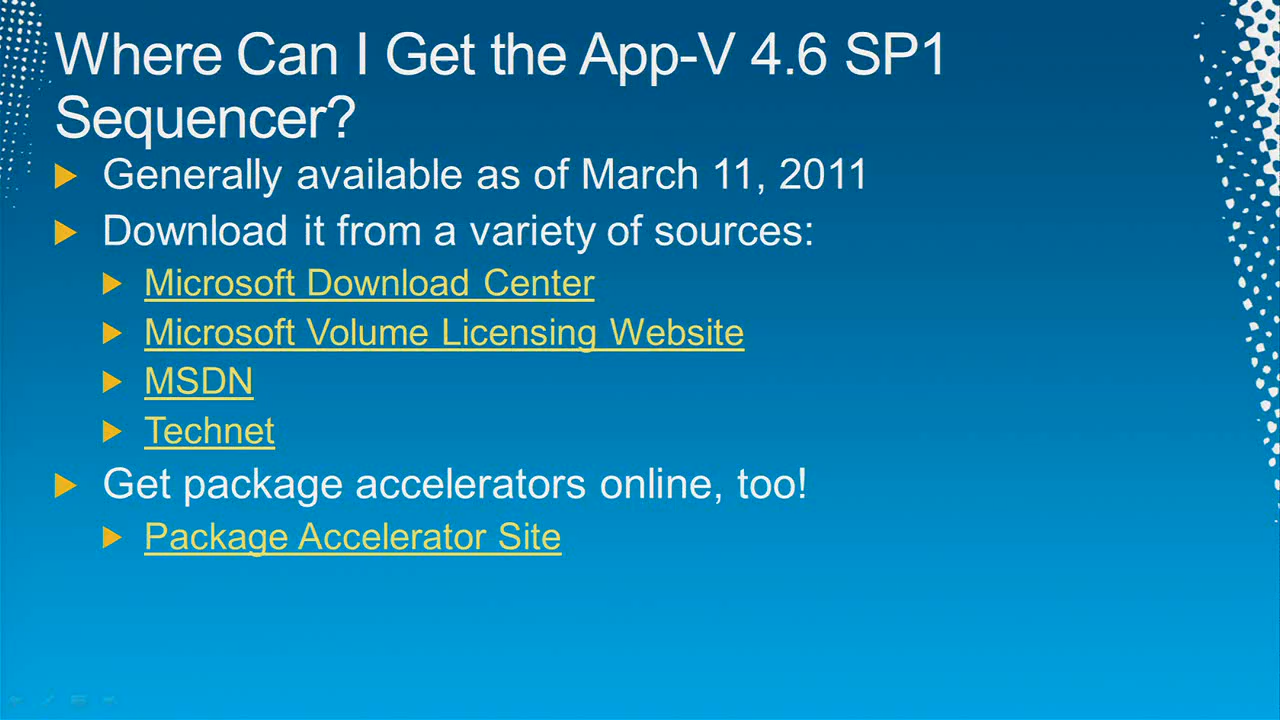 Where Can I Get the App-V 4.6 SP1
Sequencer?
Generally available as of March 11, 2011
Download it from a variety of sources:
Microsoft Download Center
Microsoft Volume Licensing Website
MSDN
Technet
Get package accelerators online, too!
Package Accelerator Site